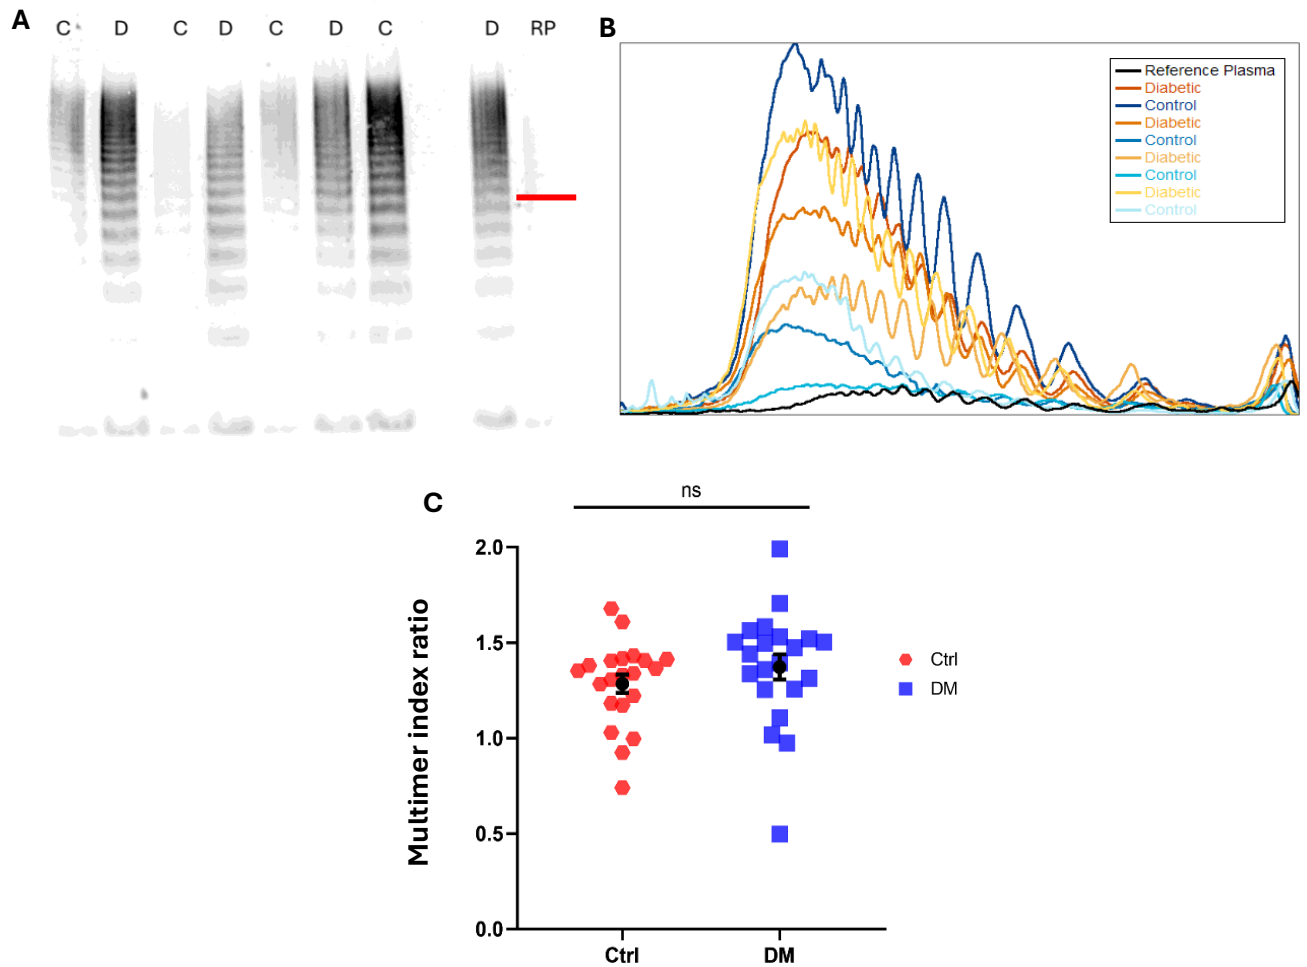 A
C D C D C D C D RP
B
Reference Plasma
Diabetic
Control
Diabetic
Control
Diabetic
Control
Diabetic
Control
C
ns
Multimer index ratio
2.0
1.5
1.0
0.5
0.0
Ctrl DM
Ctrl
DM